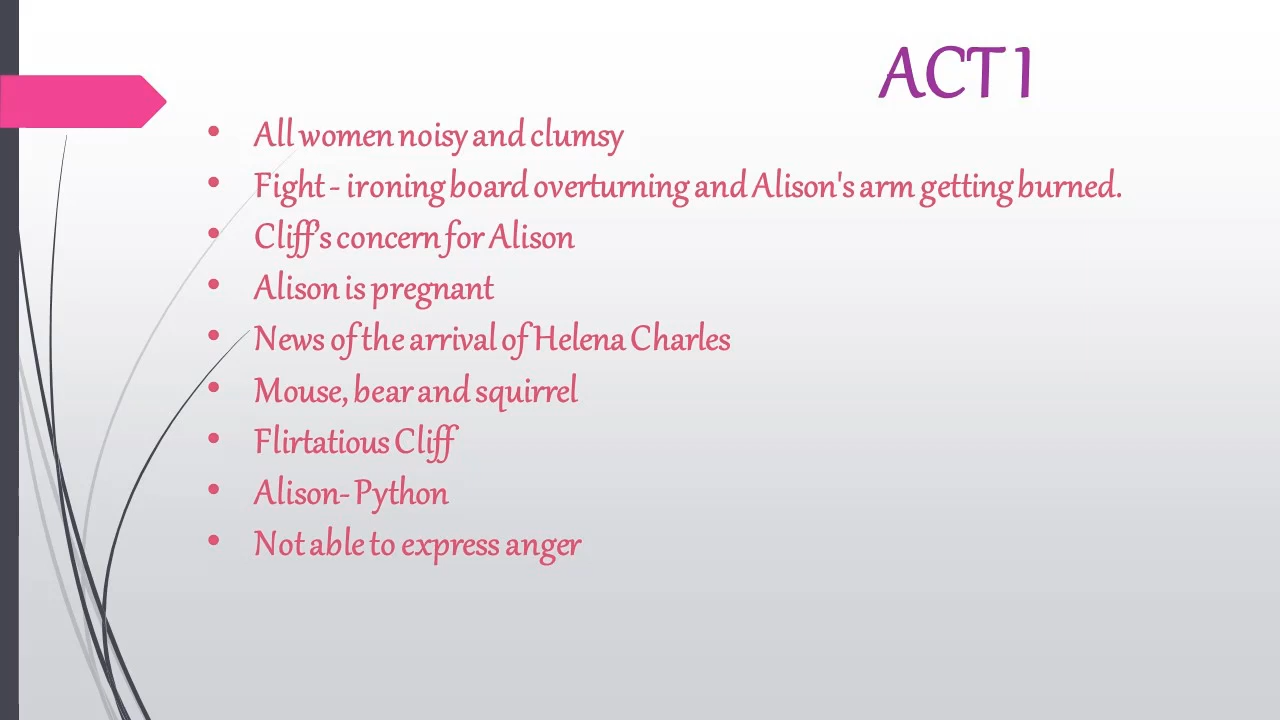 ACT I
• All women noisy and clumsy
• Fight - ironing board overturning and Alison's arm getting burned.
• Cliff’s concern for Alison
• Alison is pregnant
• News of the arrival of Helena Charles
• Mouse, bear and squirrel
• Flirtatious Cliff
• Alison- Python
• Not able to express anger